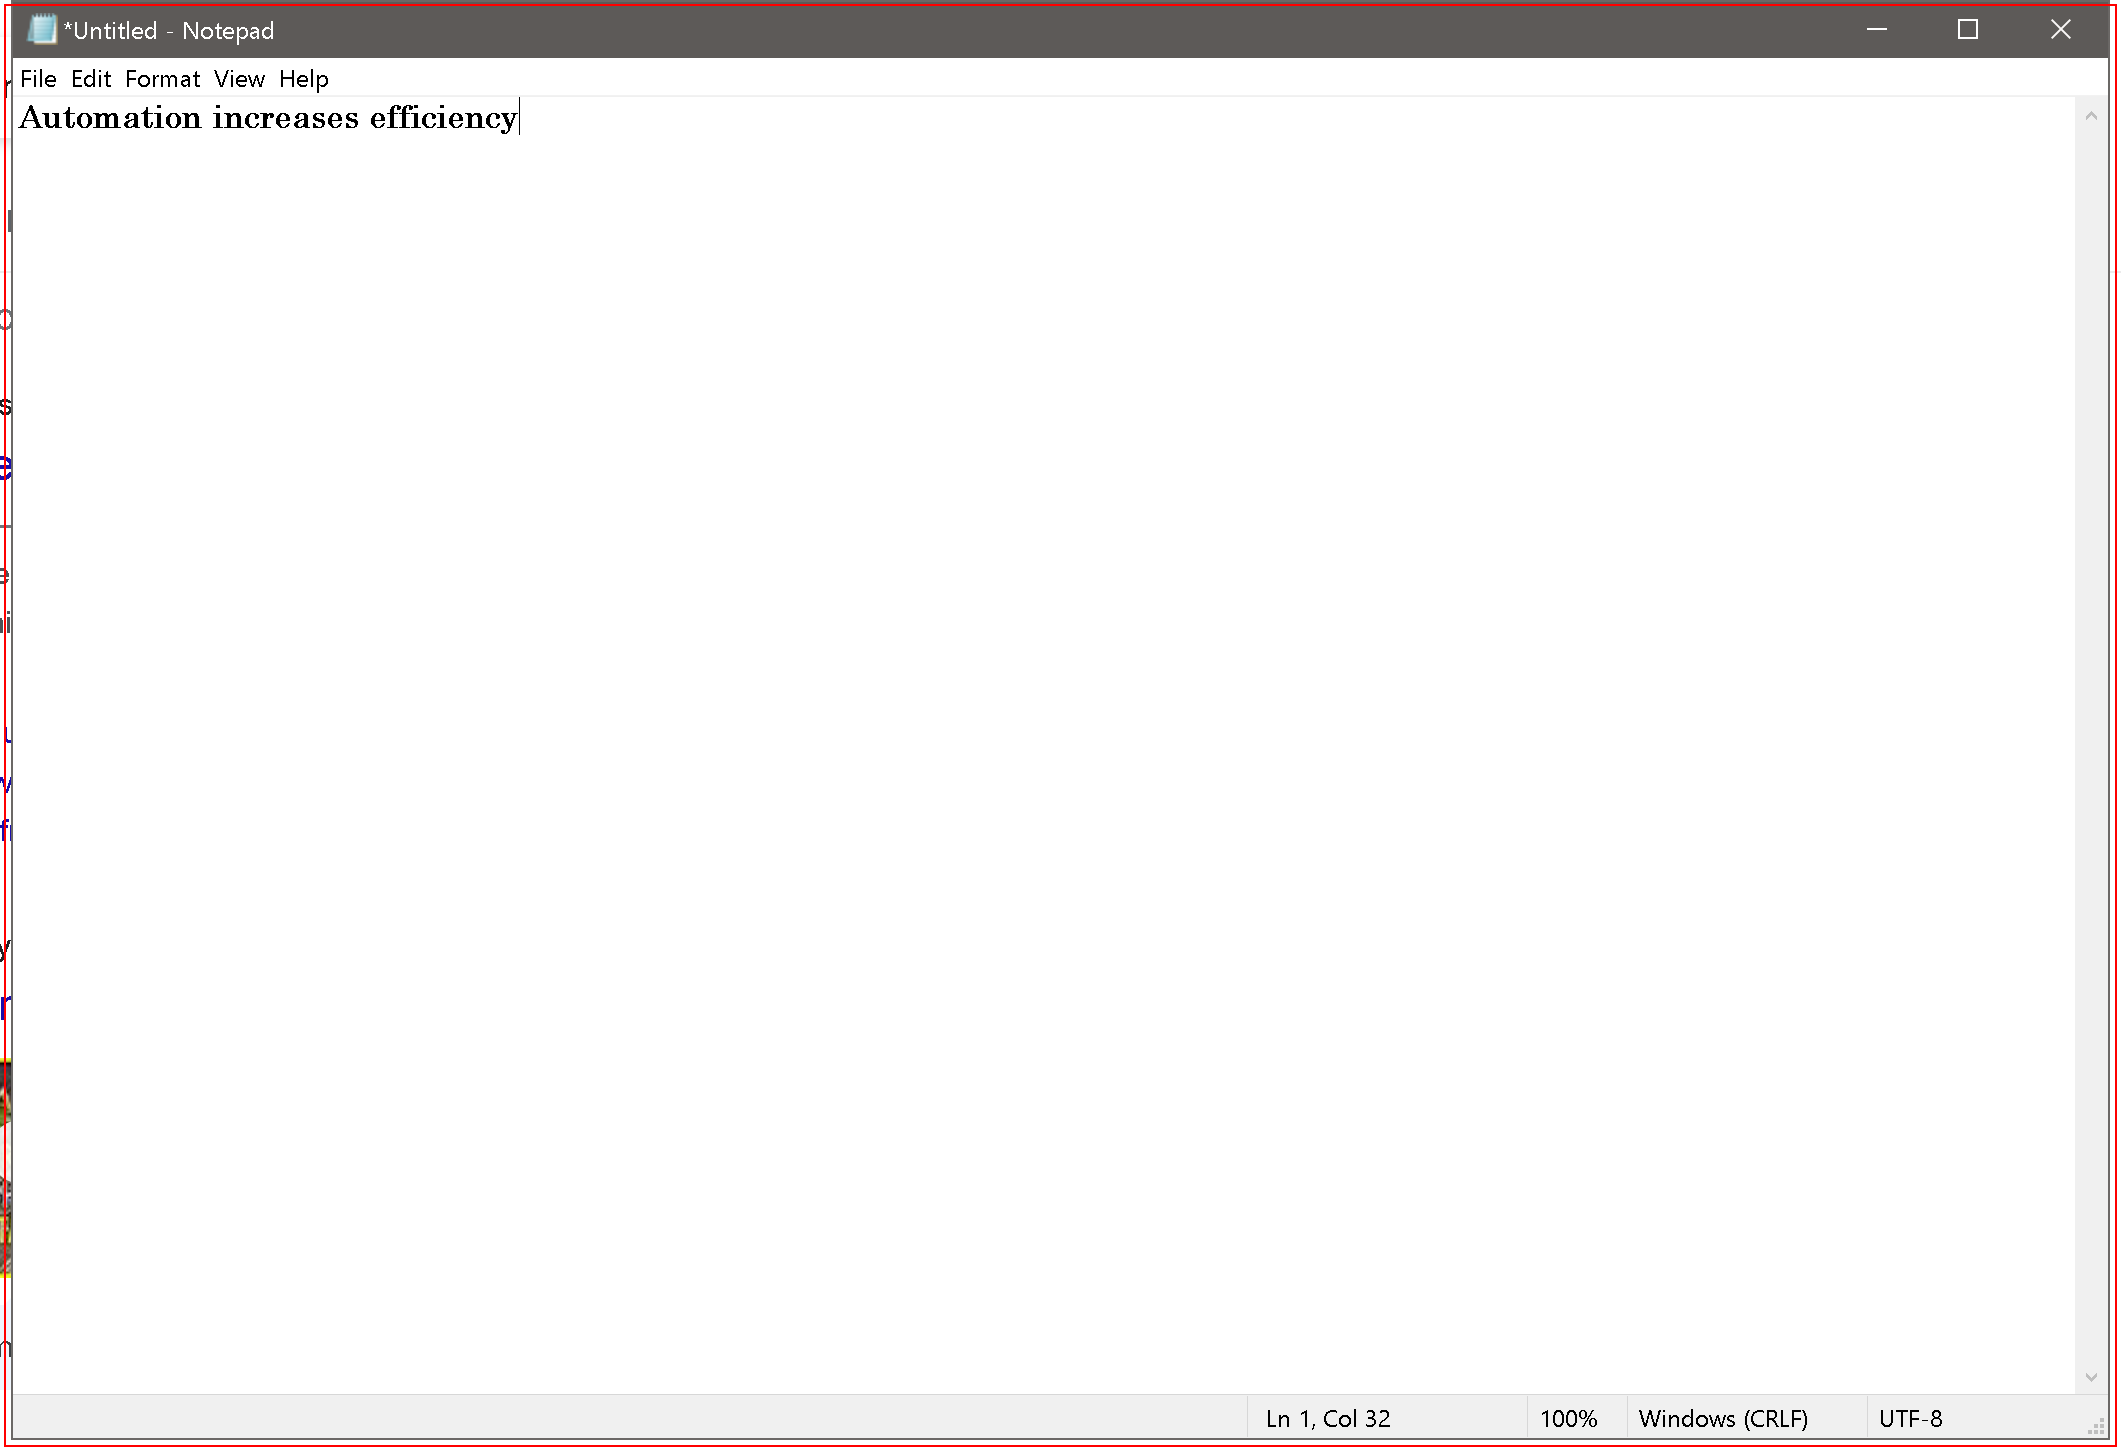 *Untitled - Notepad
File Edit Format View Help
Automation increases efficiency
Ln 1, Col 32 100% Windows (CRLF) UTF-8